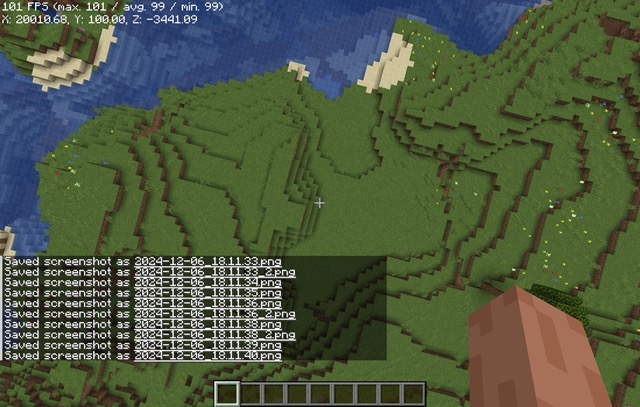 101 FPS (max. 101 / avg. 99 / min. 99)
X: 20010.68, Y: 100.00, Z: -3441.09
Saved screenshot as 2024-12-06_18.11.33.png
Saved screenshot as 2024-12-06_18.11.33_2.png
Saved screenshot as 2024-12-06_18.11.34.png
Saved screenshot as 2024-12-06_18.11.35.png
Saved screenshot as 2024-12-06_18.11.36.png
Saved screenshot as 2024-12-06_18.11.36_2.png
Saved screenshot as 2024-12-06_18.11.38.png
Saved screenshot as 2024-12-06_18.11.39_2.png
Saved screenshot as 2024-12-06_18.11.39.png
Saved screenshot as 2024-12-06_18.11.40.png